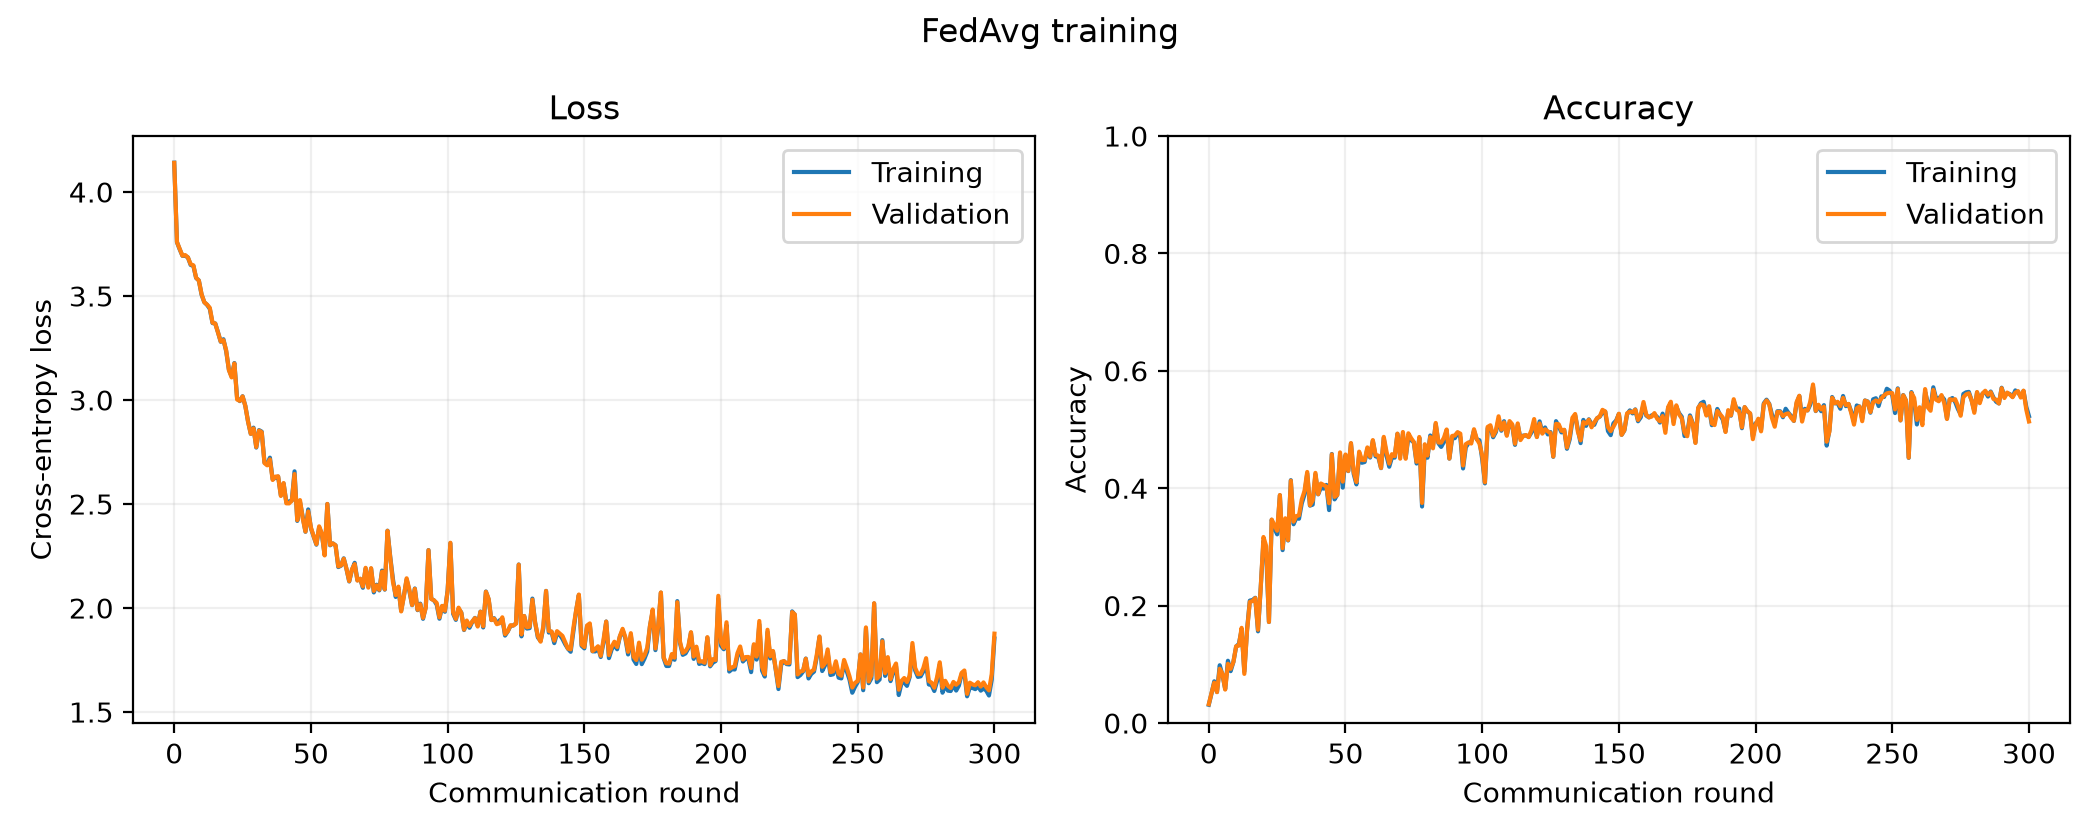 FedAvg training
Loss
Cross-entropy loss
4.0
3.5
3.0
2.5
2.0
1.5
0 50 100 150 200 250 300
Communication round
Training
Validation
Accuracy
Accuracy
1.0
0.8
0.6
0.4
0.2
0.0
0 50 100 150 200 250 300
Communication round
Training
Validation